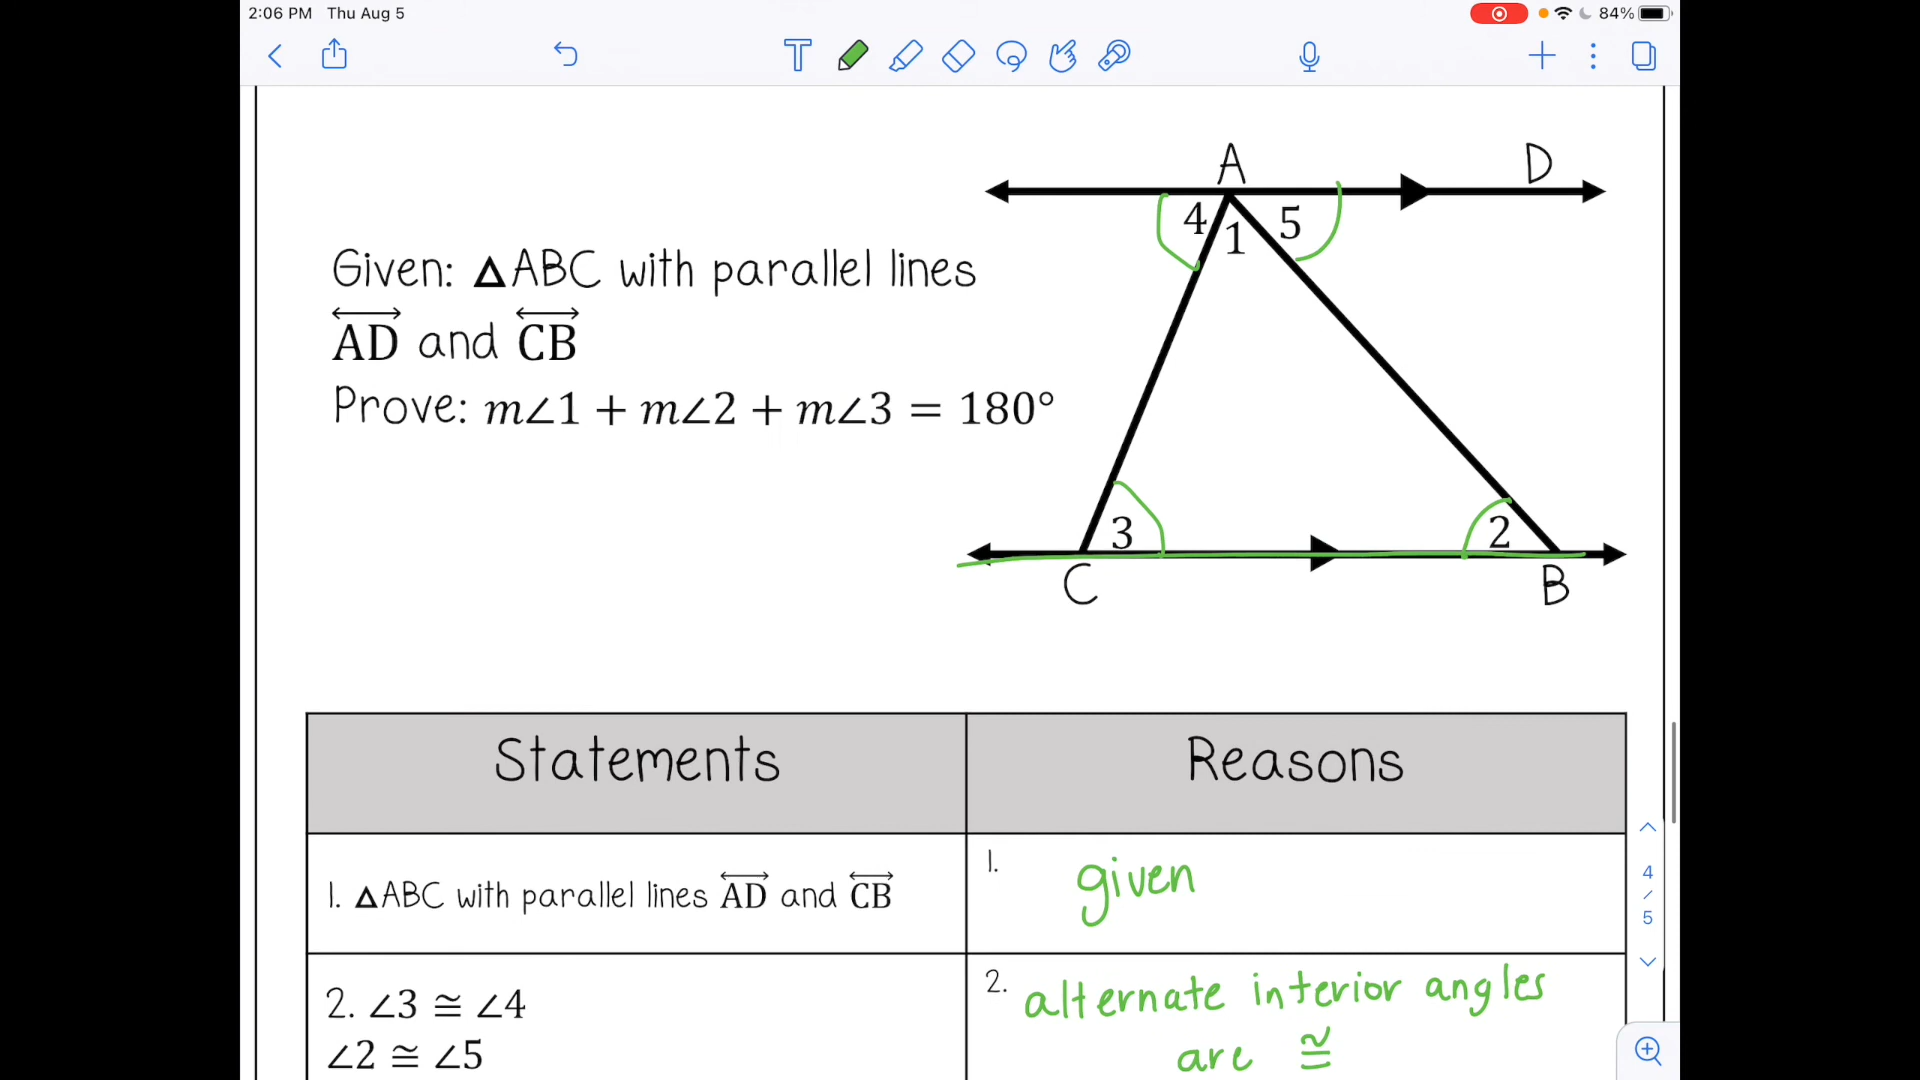 2:06 PM Thu Aug 5
84%
A
D
4
5
1
Given: △ABC with parallel lines
AD and CB
Prove: m∠1 + m∠2 + m∠3 = 180°
3
2
C
B
Statements
Reasons
1. △ABC with parallel lines AD and CB
1. given
2. ∠3 ≅ ∠4
∠2 ≅ ∠5
2. alternate interior angles
are ≅
4
/
5